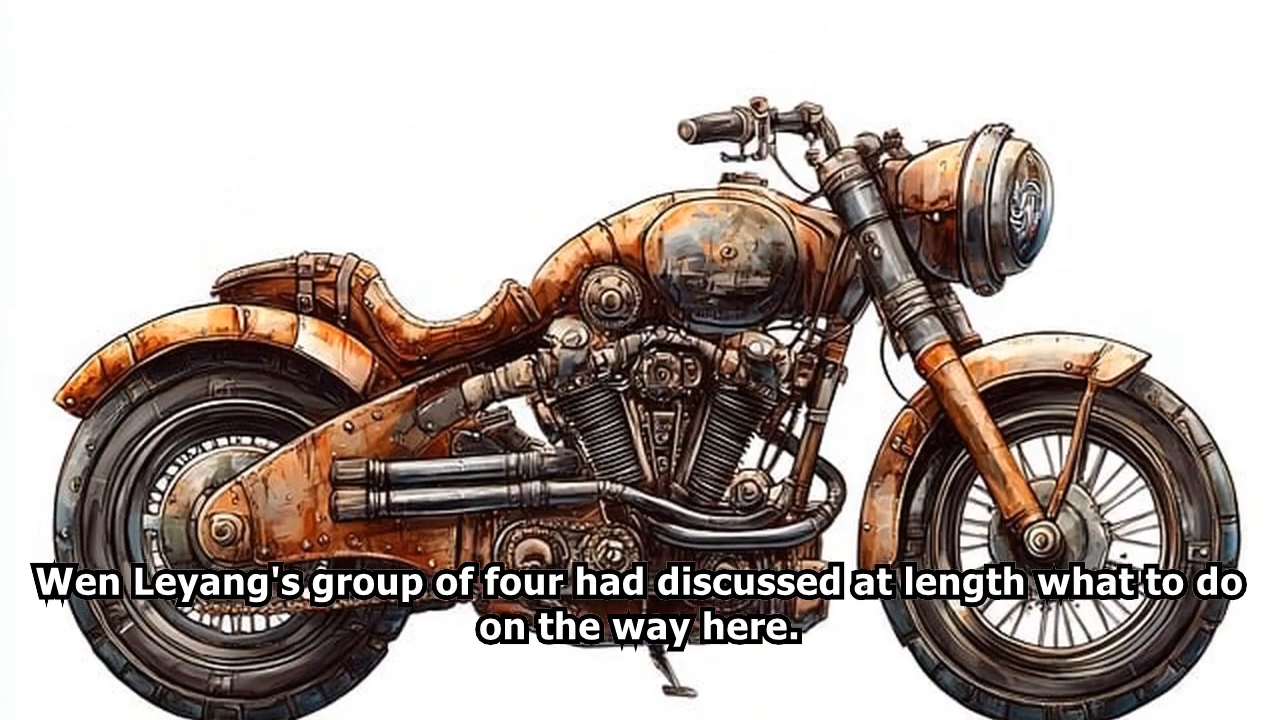 Wen Leyang's group of four had discussed at length what to do
on the way here.